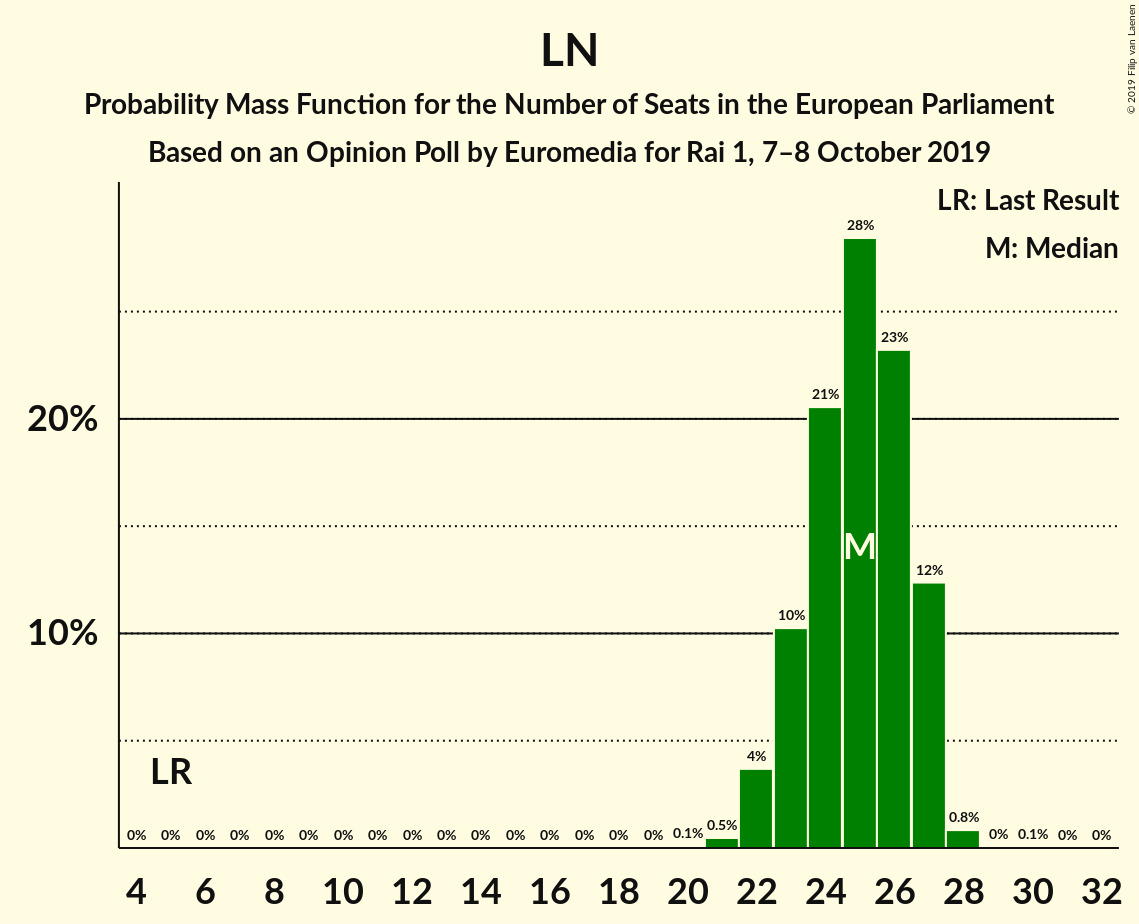 LN
Probability Mass Function for the Number of Seats in the European Parliament
Based on an Opinion Poll by Euromedia for Rai 1, 7–8 October 2019
© 2019 Filip van Laenen
LR: Last Result
M: Median
20%
10%
LR
M
0% 0% 0% 0% 0% 0% 0% 0% 0% 0% 0% 0% 0% 0% 0% 0% 0.1% 0.5% 4% 10% 21% 28% 23% 12% 0.8% 0% 0.1% 0% 0%
4 6 8 10 12 14 16 18 20 22 24 26 28 30 32